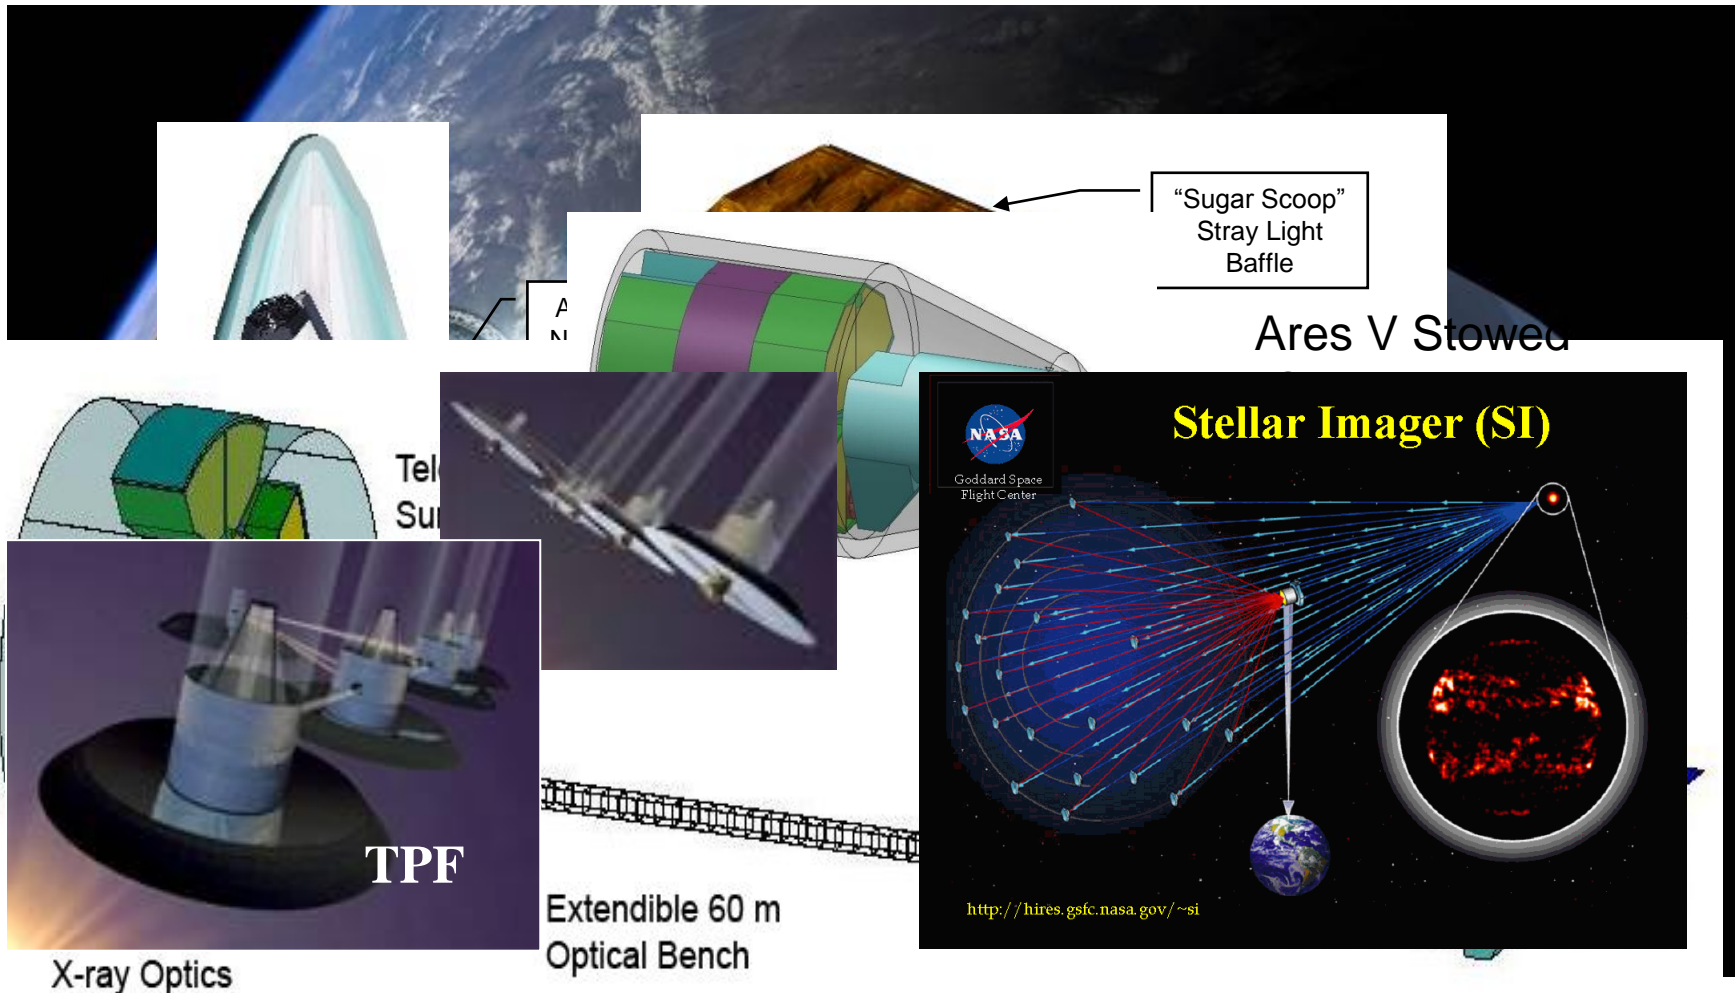 “Sugar Scoop”
Stray Light
Baffle
Ares V Stowed
Stellar Imager (SI)
NASA
Goddard Space
Flight Center
TPF
http://hires.gsfc.nasa.gov/~si
Extendible 60 m
Optical Bench
X-ray Optics